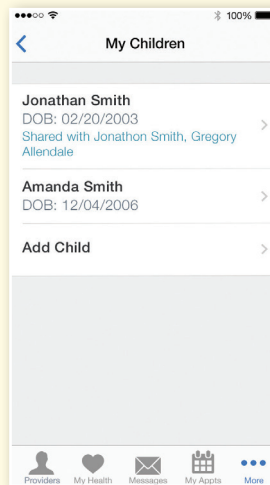 100%
My Children
Jonathan Smith
DOB: 02/20/2003
Shared with Jonathon Smith, Gregory
Allendale
Amanda Smith
DOB: 12/04/2006
Add Child
Providers My Health Messages My Appts More